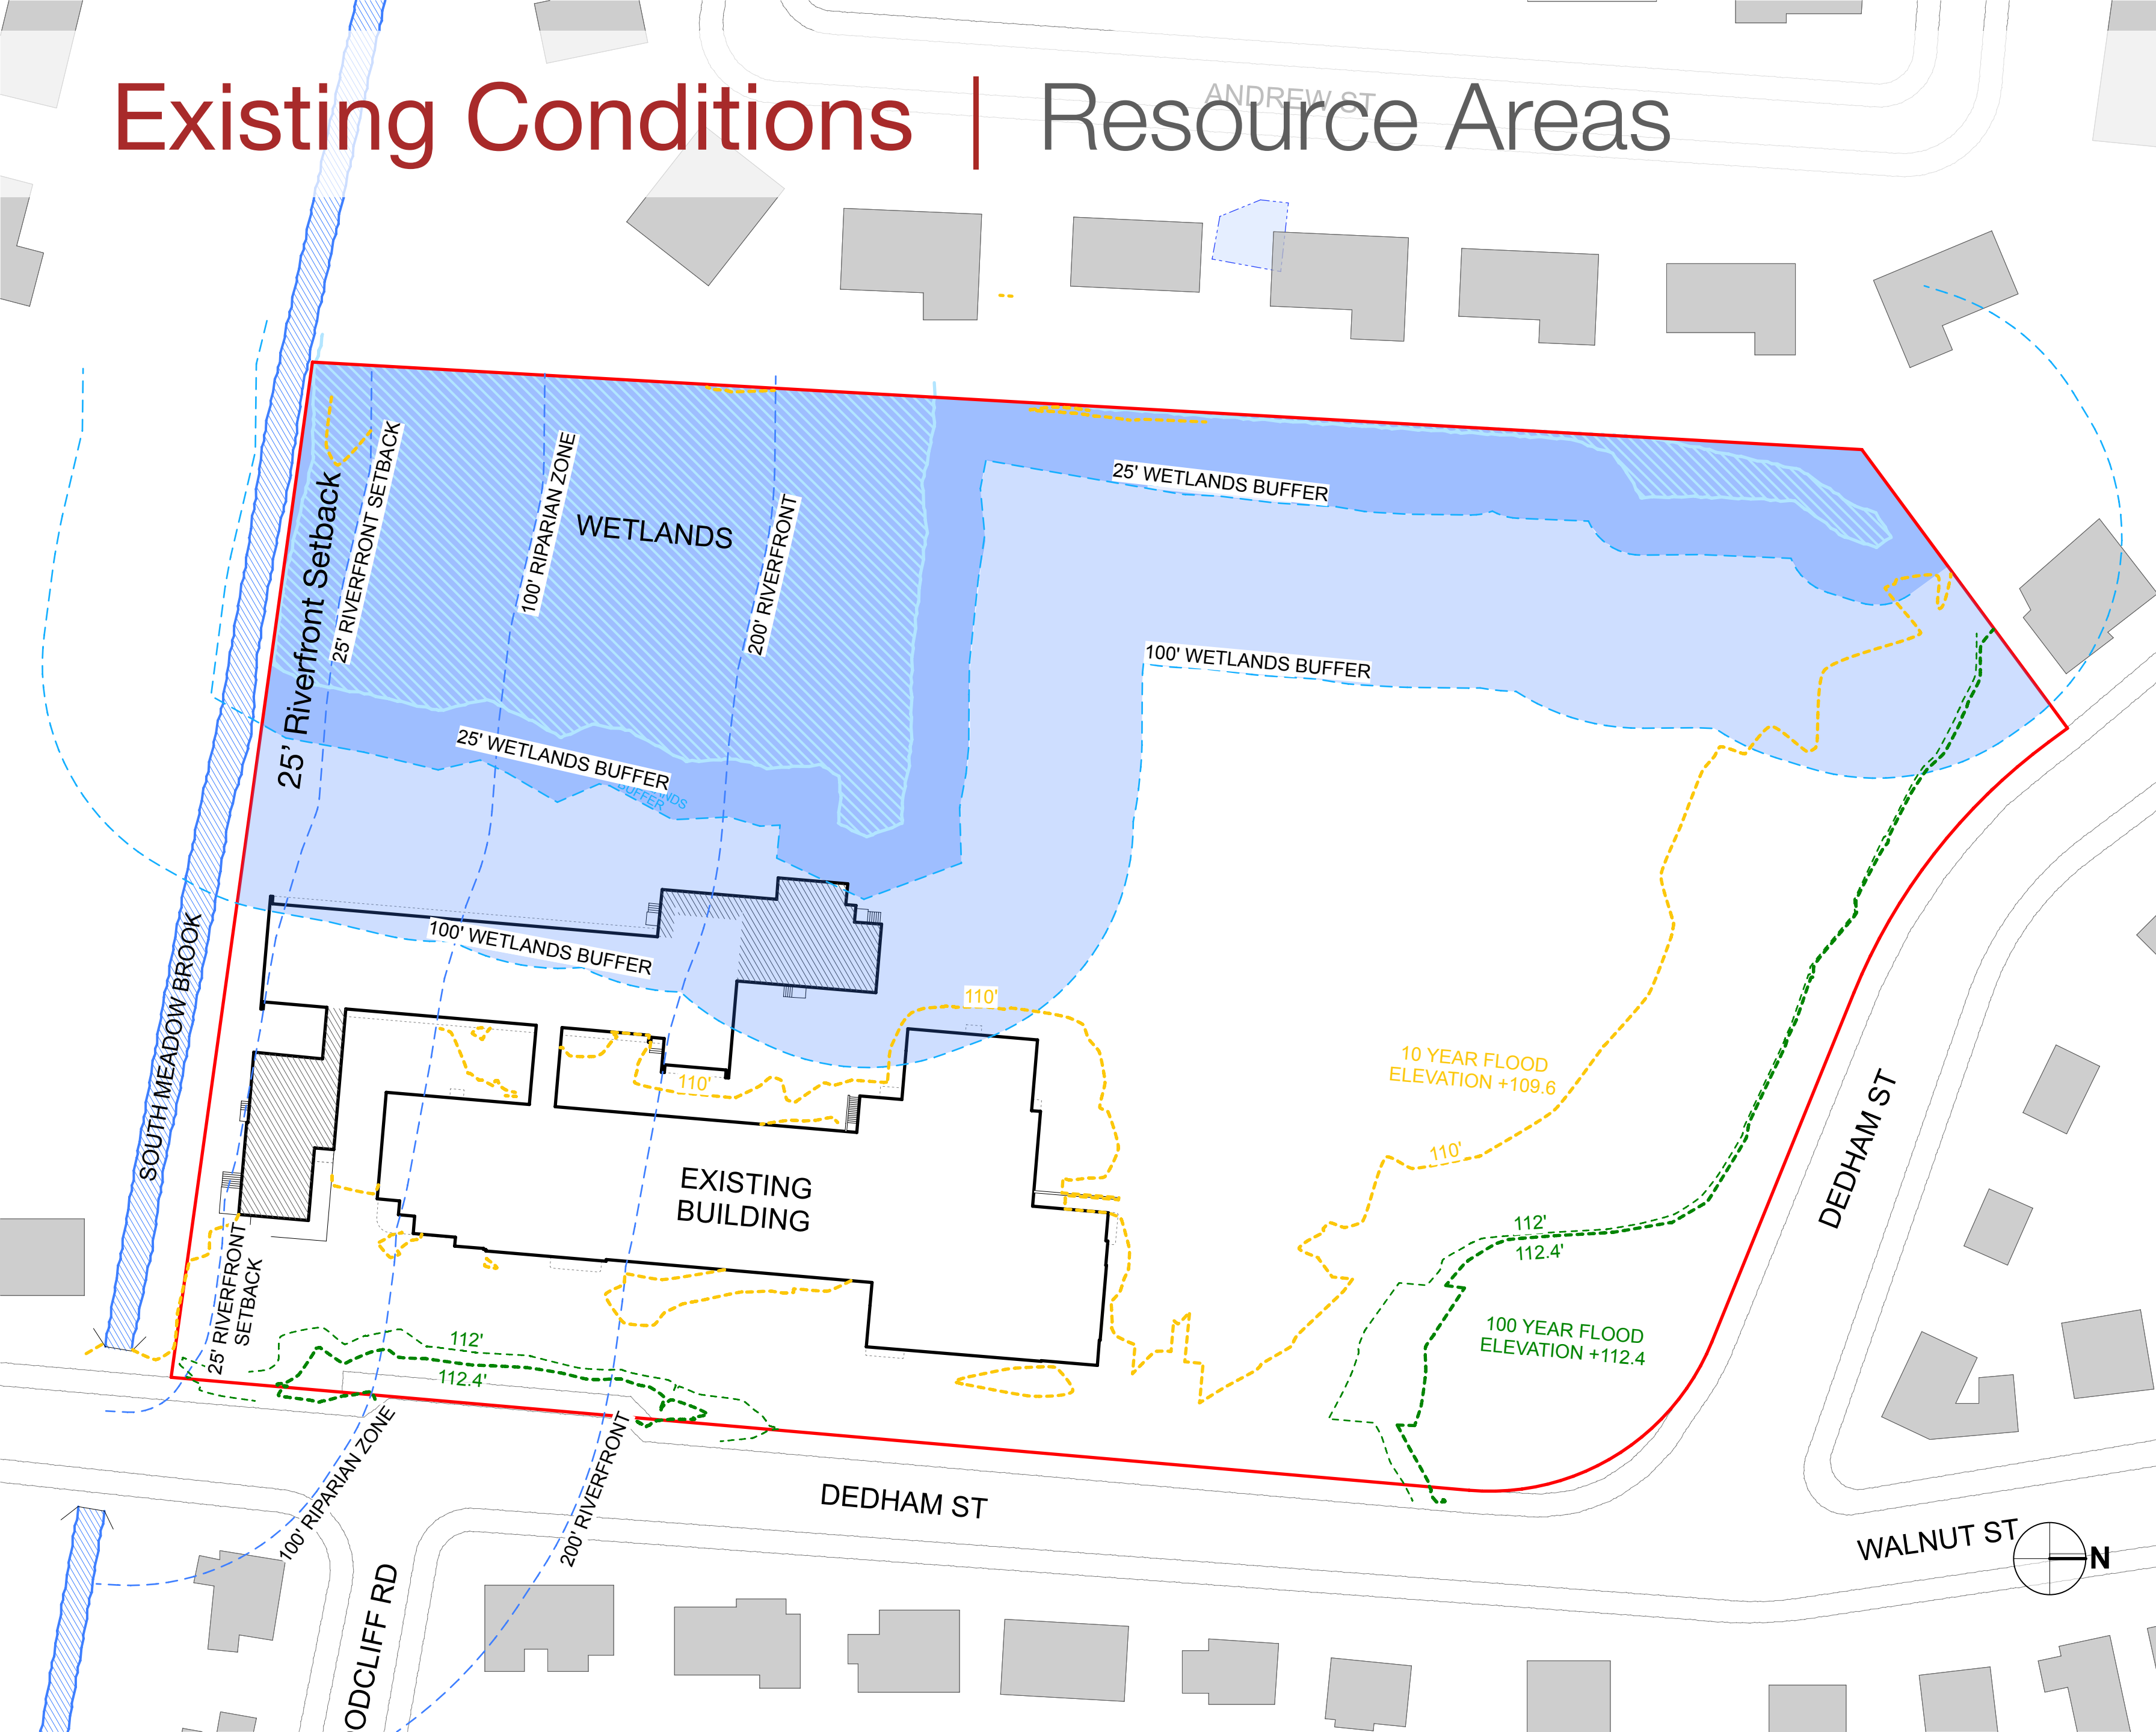 ANDREW ST
Existing Conditions | Resource Areas
25' Riverfront Setback
25' RIVERFRONT SETBACK
100' RIPARIAN ZONE
WETLANDS
200' RIVERFRONT
25' WETLANDS BUFFER
100' WETLANDS BUFFER
25' WETLANDS BUFFER
BUFFER
100' WETLANDS BUFFER
SOUTH MEADOW BROOK
110'
110'
10 YEAR FLOOD
ELEVATION +109.6
110'
EXISTING
BUILDING
DEDHAM ST
112'
112.4'
25' RIVERFRONT
SETBACK
112'
112.4'
100 YEAR FLOOD
ELEVATION +112.4
100' RIPARIAN ZONE
200' RIVERFRONT
DEDHAM ST
WALNUT ST
N
ODCLIFF RD